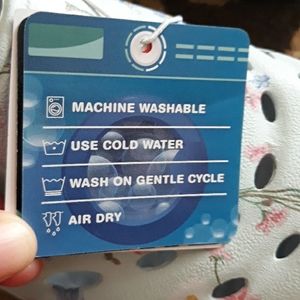 MACHINE WASHABLE
USE COLD WATER
WASH ON GENTLE CYCLE
AIR DRY